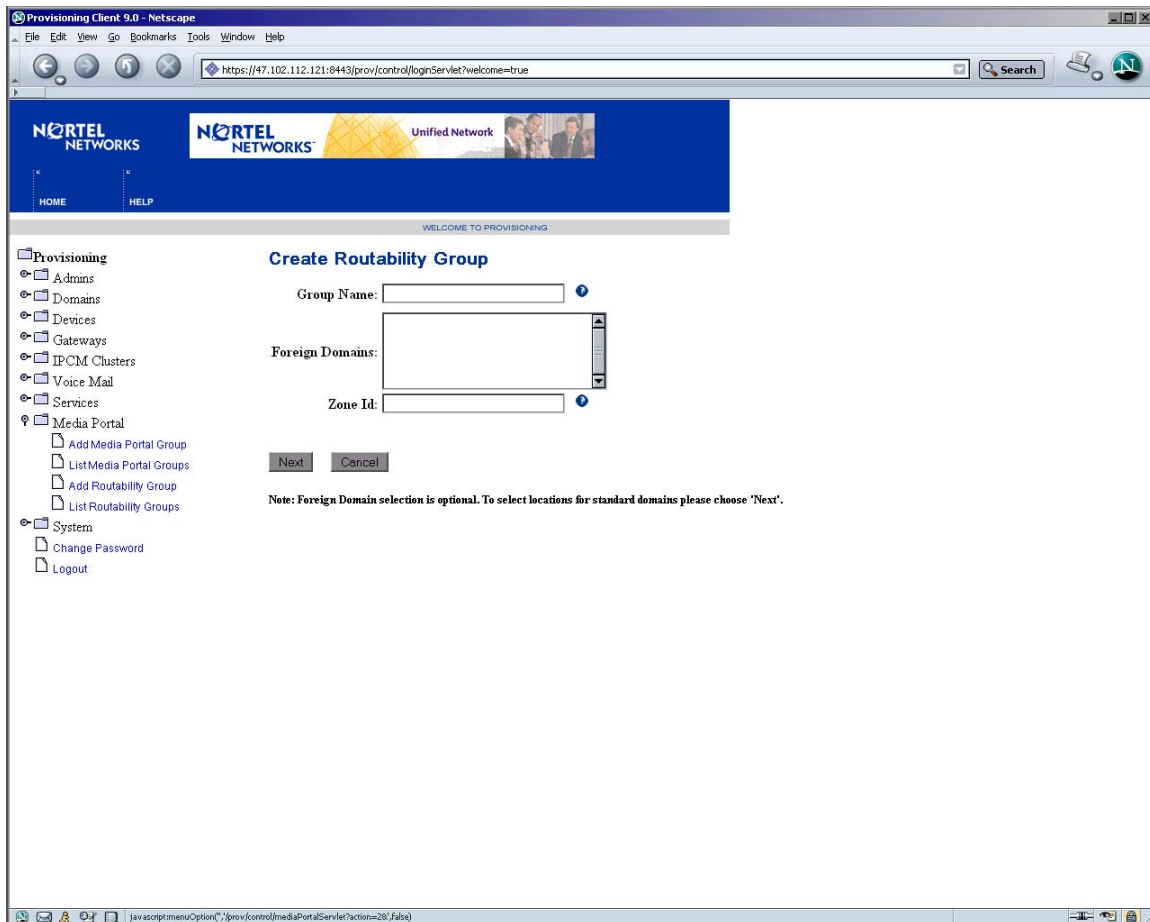 Provisioning Client 9.0 - Netscape
File Edit View Go Bookmarks Tools Window Help
https://47.102.112.121:8443/prov/control/loginServlet?welcome=true
Search
N
NORTEL NETWORKS
NORTEL NETWORKS
Unified Network
HOME HELP
WELCOME TO PROVISIONING
Provisioning
Admins
Domains
Devices
Gateways
IPCM Clusters
Voice Mail
Services
Media Portal
Add Media Portal Group
List Media Portal Groups
Add Routability Group
List Routability Groups
System
Change Password
Logout
Create Routability Group
Group Name:
Foreign Domains:
Zone Id:
Next Cancel
Note: Foreign Domain selection is optional. To select locations for standard domains please choose 'Next'.
javascript:menuOption('','/prov/control/mediaPortalServlet?action=28',false)